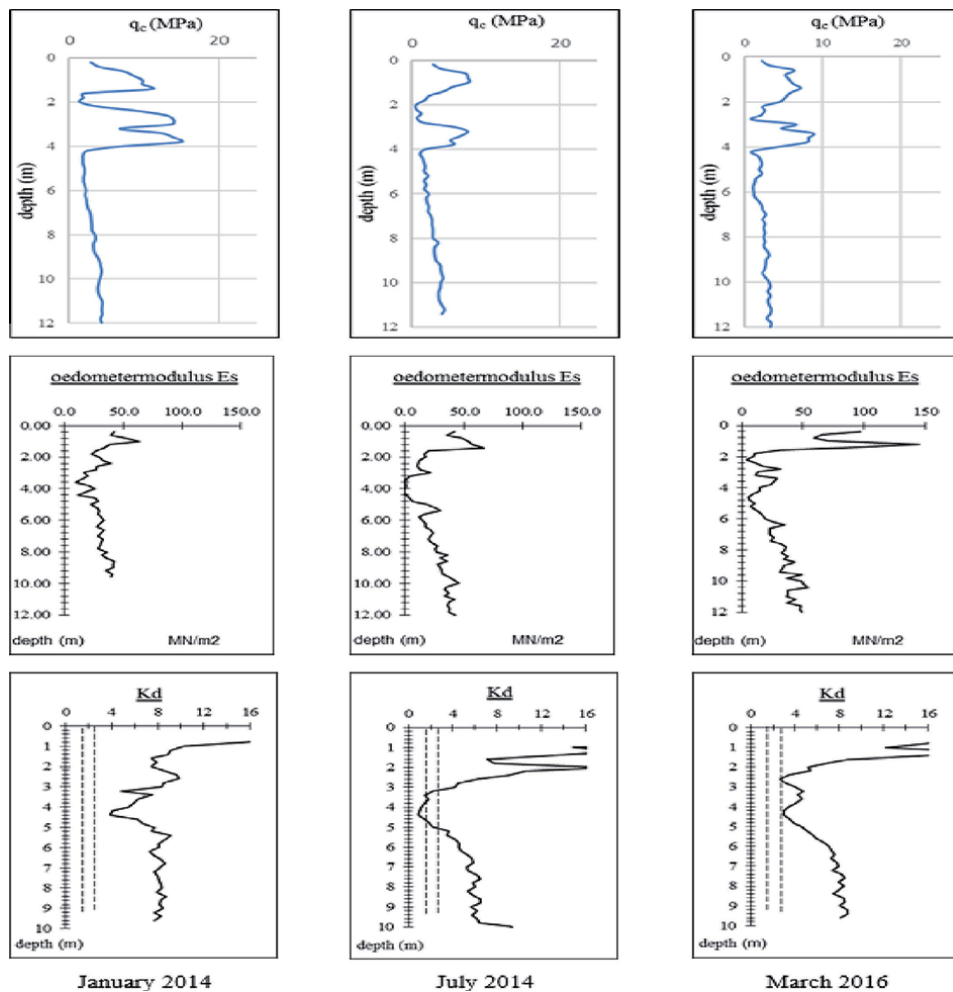 qc (MPa)
0 20
0
2
4
6
8
10
12
depth (m)
qc (MPa)
0 20
0
2
4
6
8
10
12
depth (m)
qc (MPa)
0 10 20
0
2
4
6
8
10
12
depth (m)
oedometermodulus Es
0.0 50.0 100.0 150.0
0.00
2.00
4.00
6.00
8.00
10.00
12.00
depth (m) MN/m2
oedometermodulus Es
0.0 50.0 100.0 150.0
0.00
2.00
4.00
6.00
8.00
10.00
12.00
depth (m) MN/m2
oedometermodulus Es
0 50 100 150
0
2
4
6
8
10
12
depth (m) MN/m2
Kd
0 4 8 12 16
0
1
2
3
4
5
6
7
8
9
10
depth (m)
Kd
0 4 8 12 16
0
1
2
3
4
5
6
7
8
9
10
depth (m)
Kd
0 4 8 12 16
0
1
2
3
4
5
6
7
8
9
10
depth (m)
January 2014 July 2014 March 2016